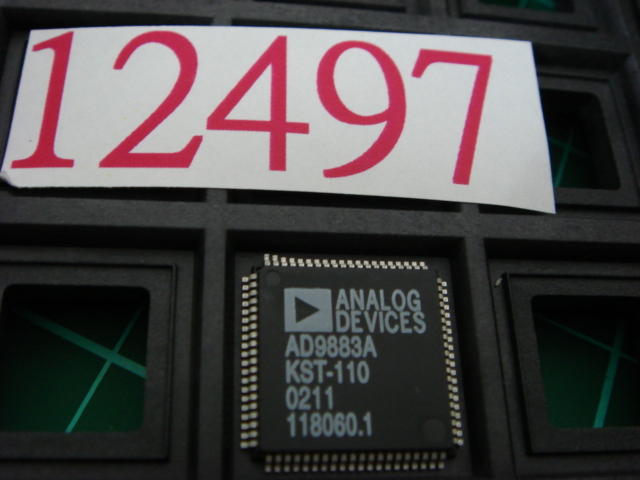 12497
ANALOG
DEVICES
AD9883A
KST-110
0211
118060.1